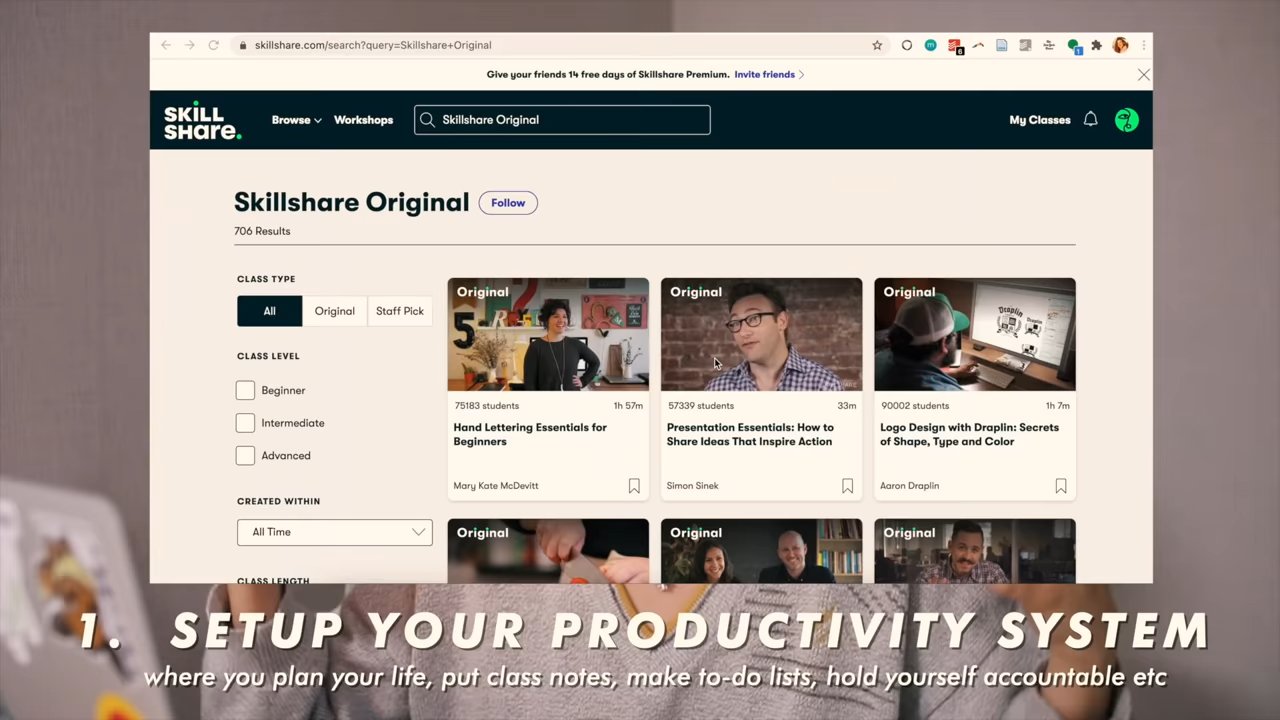 skillshare.com/search?query=Skillshare+Original
6
1
Give your friends 14 free days of Skillshare Premium. Invite friends
SKILL
SHARE.
Browse
Workshops
Skillshare Original
My Classes
Skillshare Original
Follow
706 Results
CLASS TYPE
All
Original
Staff Pick
CLASS LEVEL
Beginner
Intermediate
Advanced
CREATED WITHIN
All Time
CLASS LENGTH
Original
75183 students
1h 57m
Hand Lettering Essentials for
Beginners
Mary Kate McDevitt
Original
57339 students
33m
Presentation Essentials: How to
Share Ideas That Inspire Action
Simon Sinek
Original
Draplin
90002 students
1h 7m
Logo Design with Draplin: Secrets
of Shape, Type and Color
Aaron Draplin
Original
Original
Original
1. SETUP YOUR PRODUCTIVITY SYSTEM
where you plan your life, put class notes, make to-do lists, hold yourself accountable etc